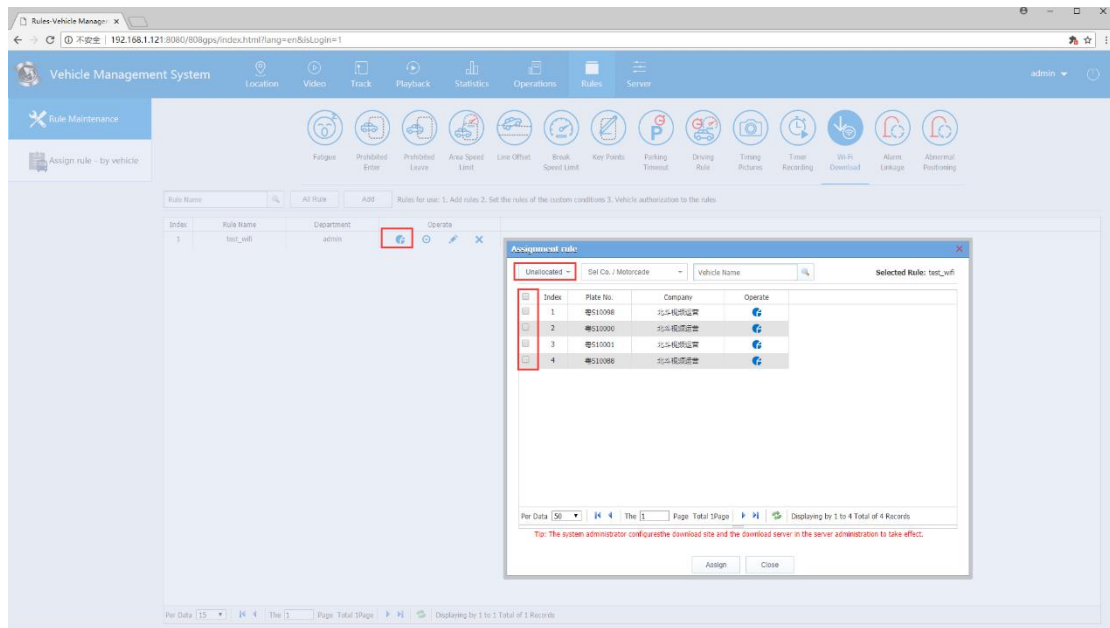 Rules-Vehicle Manager
不安全 | 192.168.1.121:8080/808gps/index.html?lang=en&isLogin=1
Vehicle Management System
Location Video Track Playback Statistics Operations Rules Server
admin
Rule Maintenance
Assign rule - by vehicle
Fatigue
Prohibited Enter
Prohibited Leave
Area Speed Limit
Line Offset
Break Speed Limit
Key Points
Parking Timeout
Driving Rule
Timing Pictures
Timer Recording
Wi-Fi Download
Alarm Linkage
Abnormal Positioning
Rule Name All Rule Add Rules for use: 1. Add rules 2. Set the rules of the custom conditions 3. Vehicle authorization to the rules
Index Rule Name Department Operate
1 test_wifi admin
Assignment rule
Unallocated Sel Co. / Motorcade Vehicle Name Selected Rule: test_wifi
Index Plate No. Company Operate
1 粤S10098 北斗视频运营
2 粤S10000 北斗视频运营
3 粤S10001 北斗视频运营
4 粤S10088 北斗视频运营
Per Data 50 The 1 Page Total 1Page Displaying by 1 to 4 Total of 4 Records
Tip: The system administrator configuresthe download site and the download server in the server administration to take effect.
Assign Close
Per Data 15 The 1 Page Total 1Page Displaying by 1 to 1 Total of 1 Records